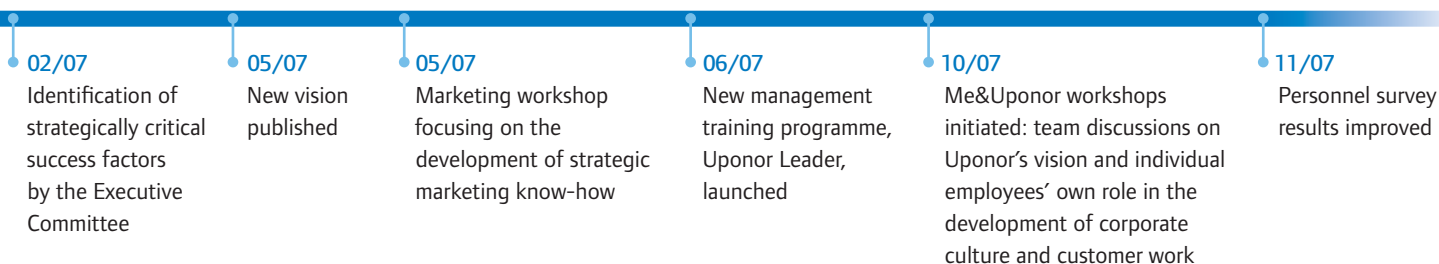 02/07
Identification of
strategically critical
success factors
by the Executive
Committee
05/07
New vision
published
05/07
Marketing workshop
focusing on the
development of strategic
marketing know-how
06/07
New management
training programme,
Uponor Leader,
launched
10/07
Me&Uponor workshops
initiated: team discussions on
Uponor’s vision and individual
employees’ own role in the
development of corporate
culture and customer work
11/07
Personnel survey
results improved